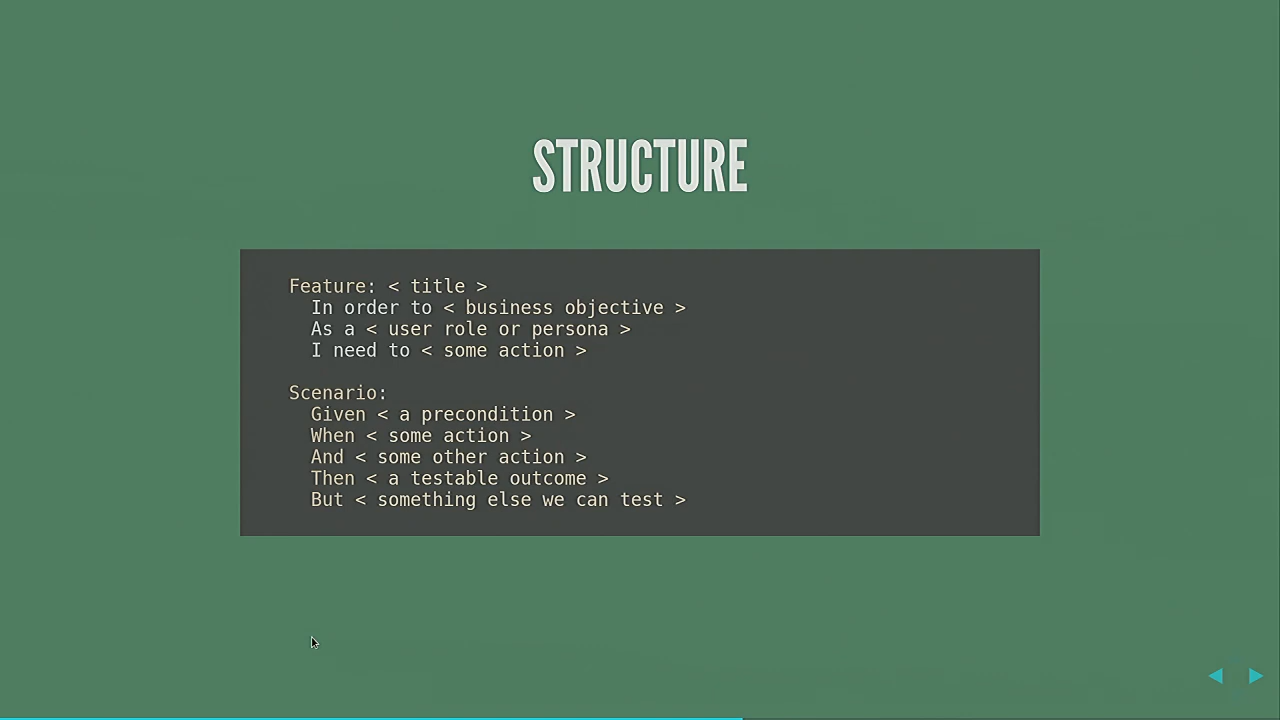 STRUCTURE
Feature: < title >
In order to < business objective >
As a < user role or persona >
I need to < some action >
Scenario:
Given < a precondition >
When < some action >
And < some other action >
Then < a testable outcome >
But < something else we can test >